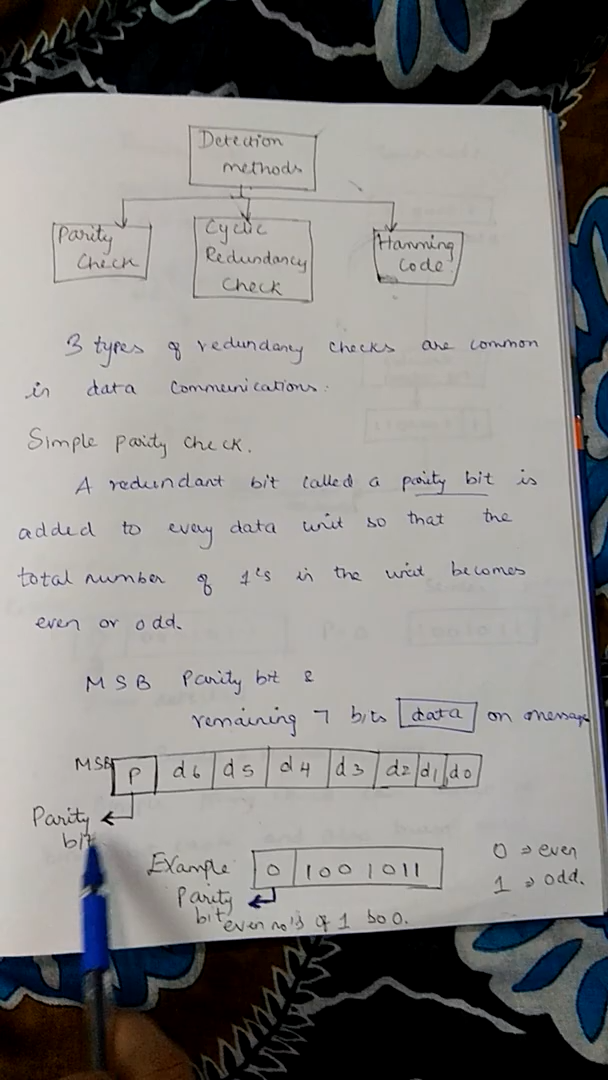 Detection
methods
Parity
Check
Cyclic
Redundancy
Check
Hamming
Code.
3 types of redundancy checks are common
in data communications.
Simple parity check.
A redundant bit called a parity bit is
added to every data unit so that the
total number of 1's in the unit becomes
even or odd.
MSB Parity bit &
remaining 7 bits data on message
MSB P d6 d5 d4 d3 d2 d1 d0
Parity
bit
Example 0 1001011
Parity
bit even no's of 1 so 0.
0 ⇒ even
1 ⇒ odd.